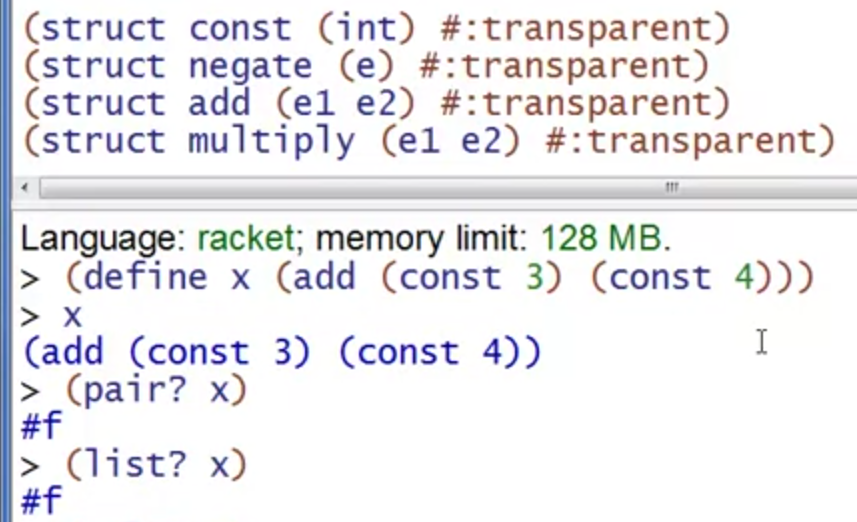 (struct const (int) #:transparent)
(struct negate (e) #:transparent)
(struct add (e1 e2) #:transparent)
(struct multiply (e1 e2) #:transparent)
Language: racket; memory limit: 128 MB.
> (define x (add (const 3) (const 4)))
> x
(add (const 3) (const 4))
> (pair? x)
#f
> (list? x)
#f